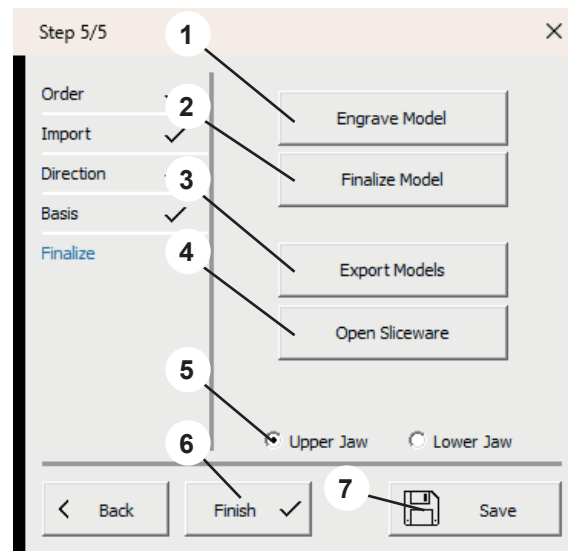 Step 5/5
1
Order
2
Engrave Model
Import
Direction
3
Finalize Model
Basis
Finalize
4
Export Models
Open Sliceware
5
Upper Jaw
Lower Jaw
6
7
Back
Finish
Save